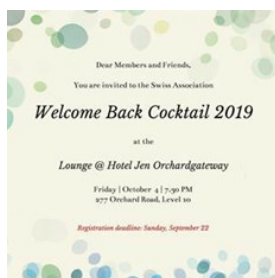 Dear Members and Friends,
You are invited to the Swiss Association
Welcome Back Cocktail 2019
at the
Lounge @ Hotel Jen Orchardgateway
Friday | October 4 | 7.30 PM
277 Orchard Road, Level 10
Registration deadline: Sunday, September 22